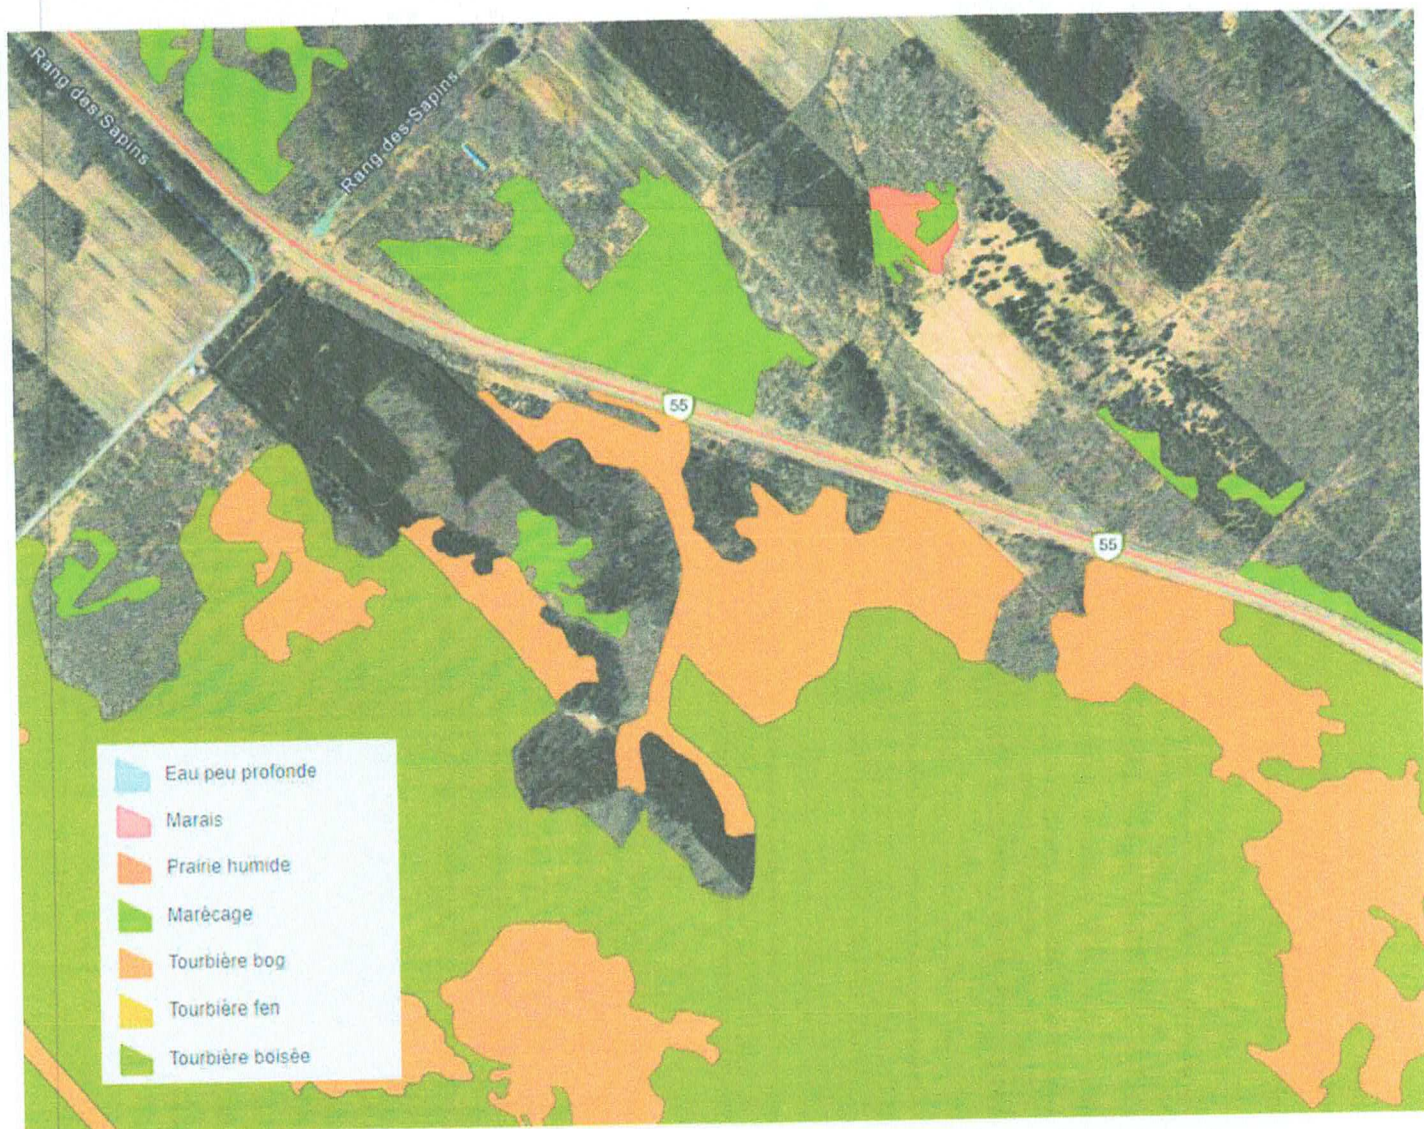 Rang des Sapins
Rang des Sapins
55
55
Eau peu profonde
Marais
Prairie humide
Marécage
Tourbière bog
Tourbière fen
Tourbière boisée